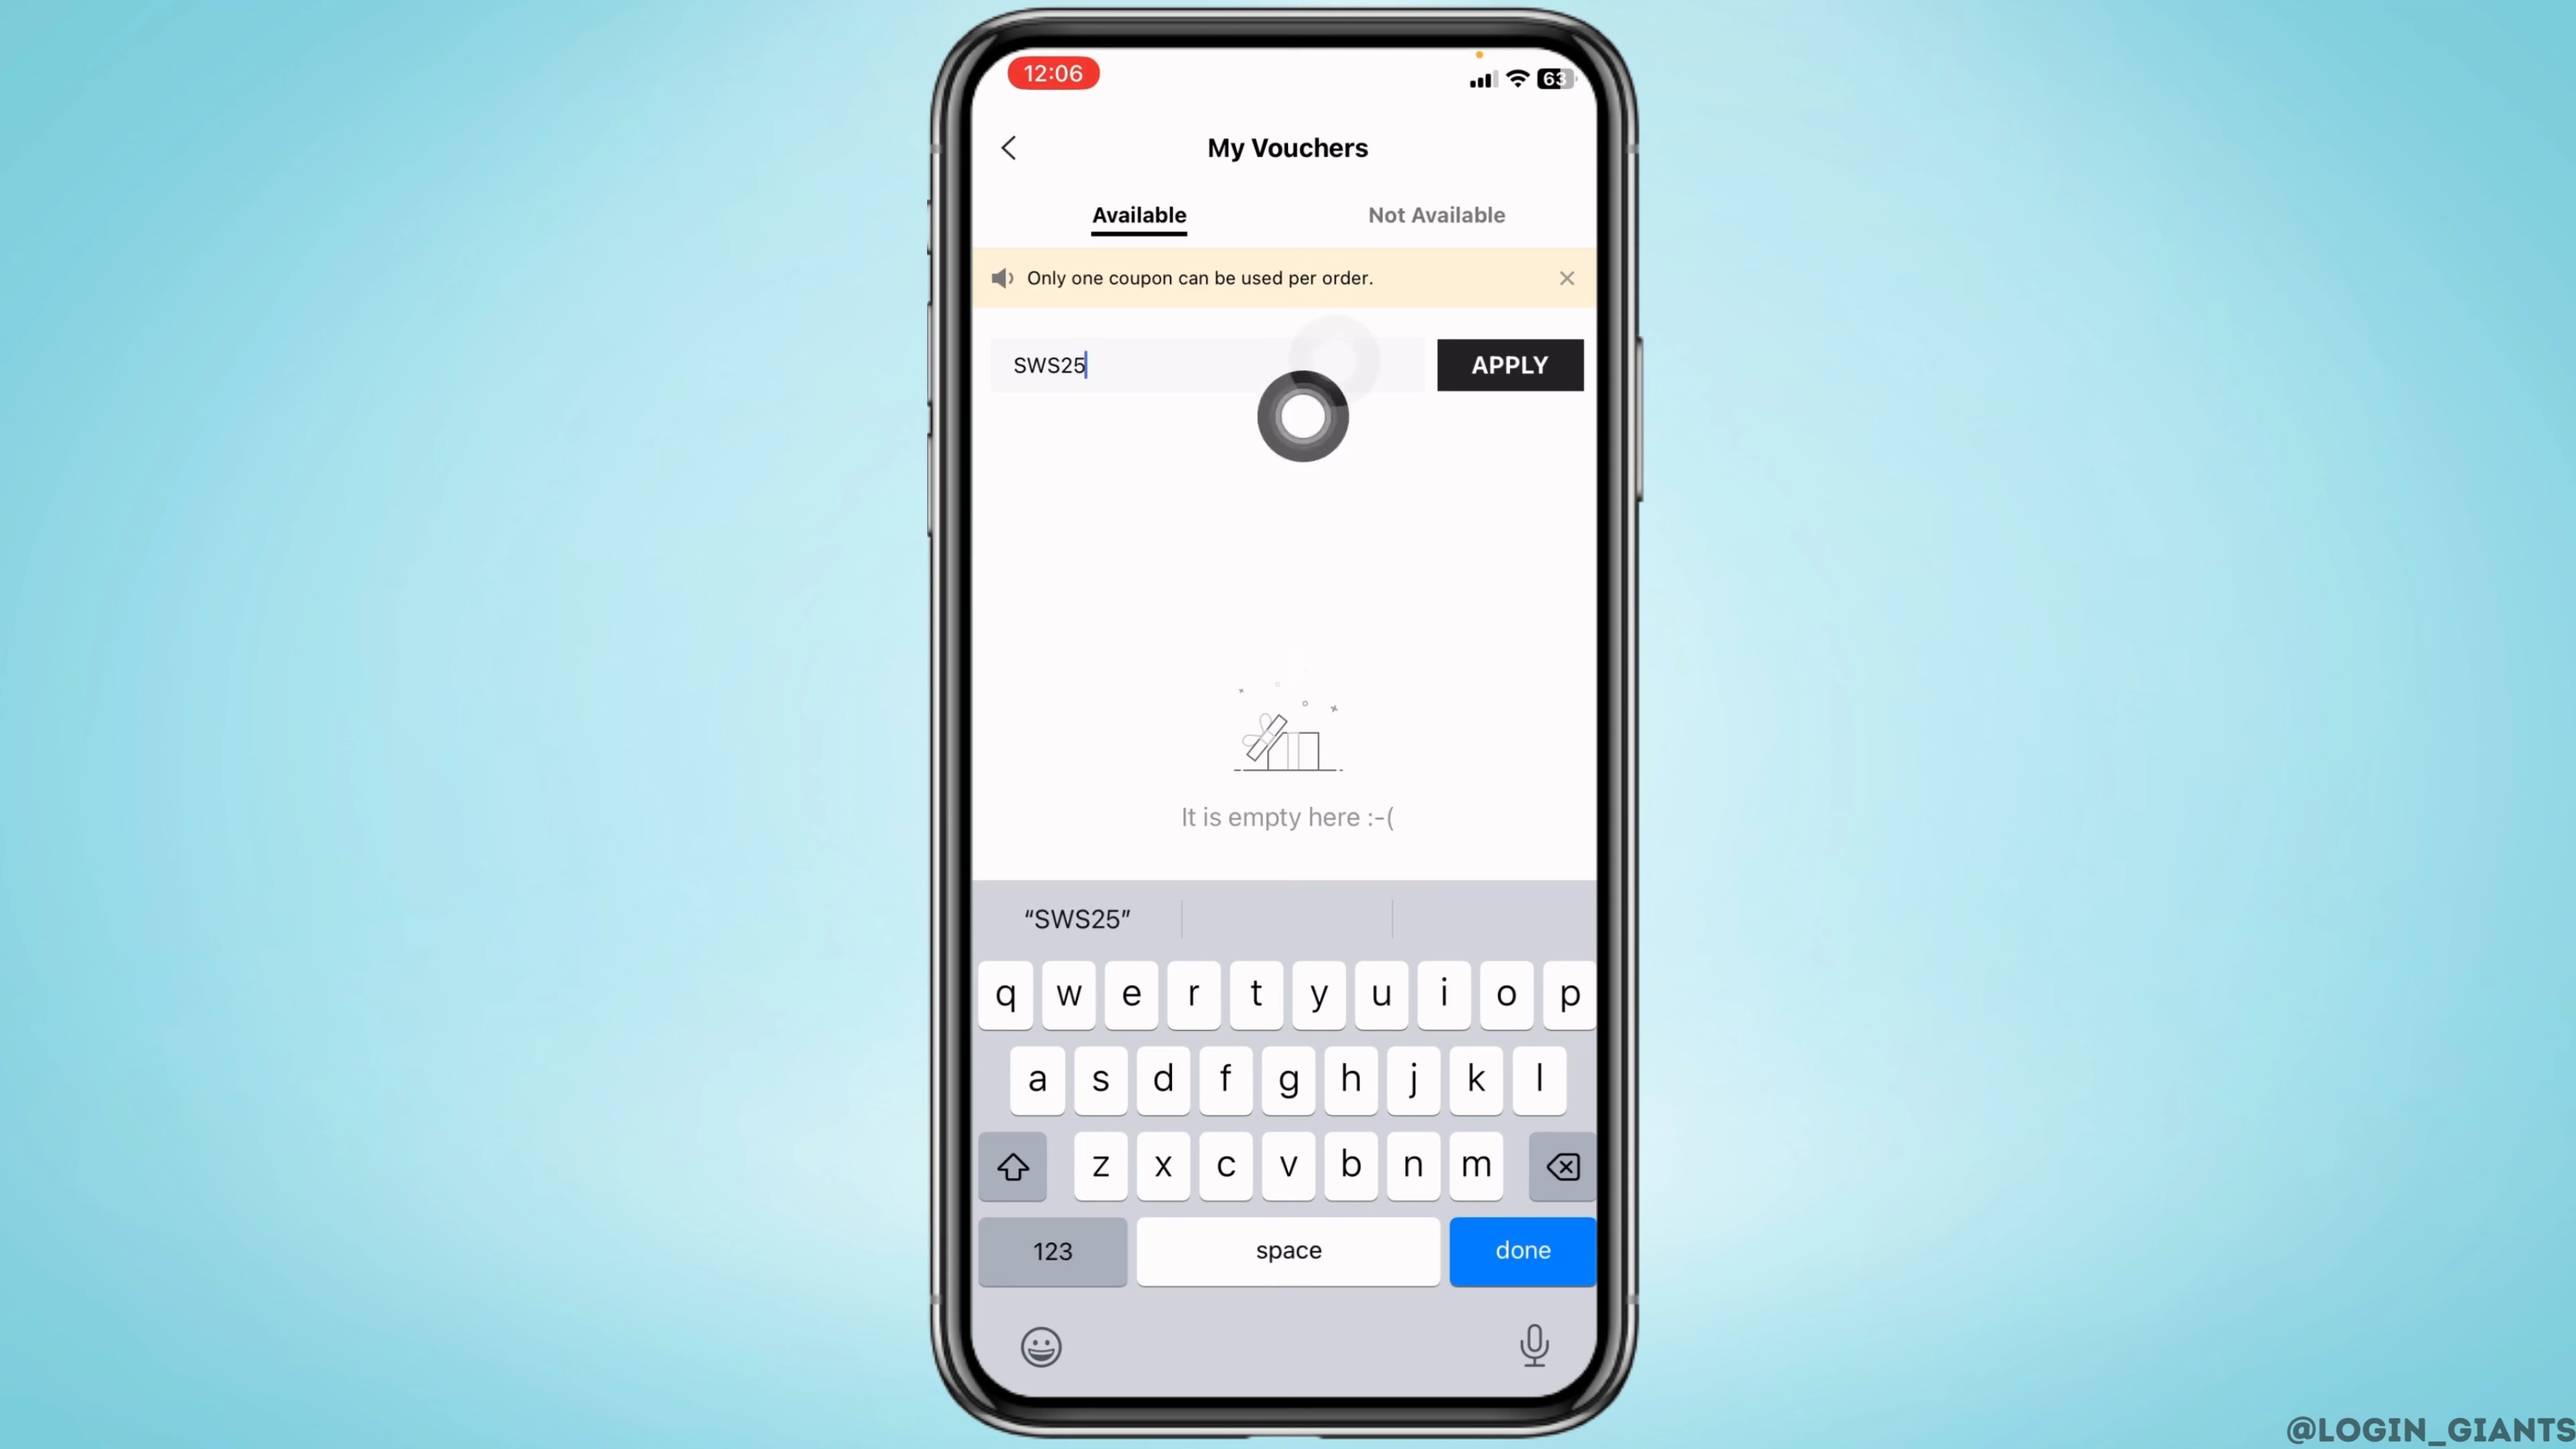 12:06
63
My Vouchers
Available Not Available
Only one coupon can be used per order.
SWS25 APPLY
It is empty here :-(
“SWS25”
q w e r t y u i o p
a s d f g h j k l
z x c v b n m
123 space done
@LOGIN_GIANTS